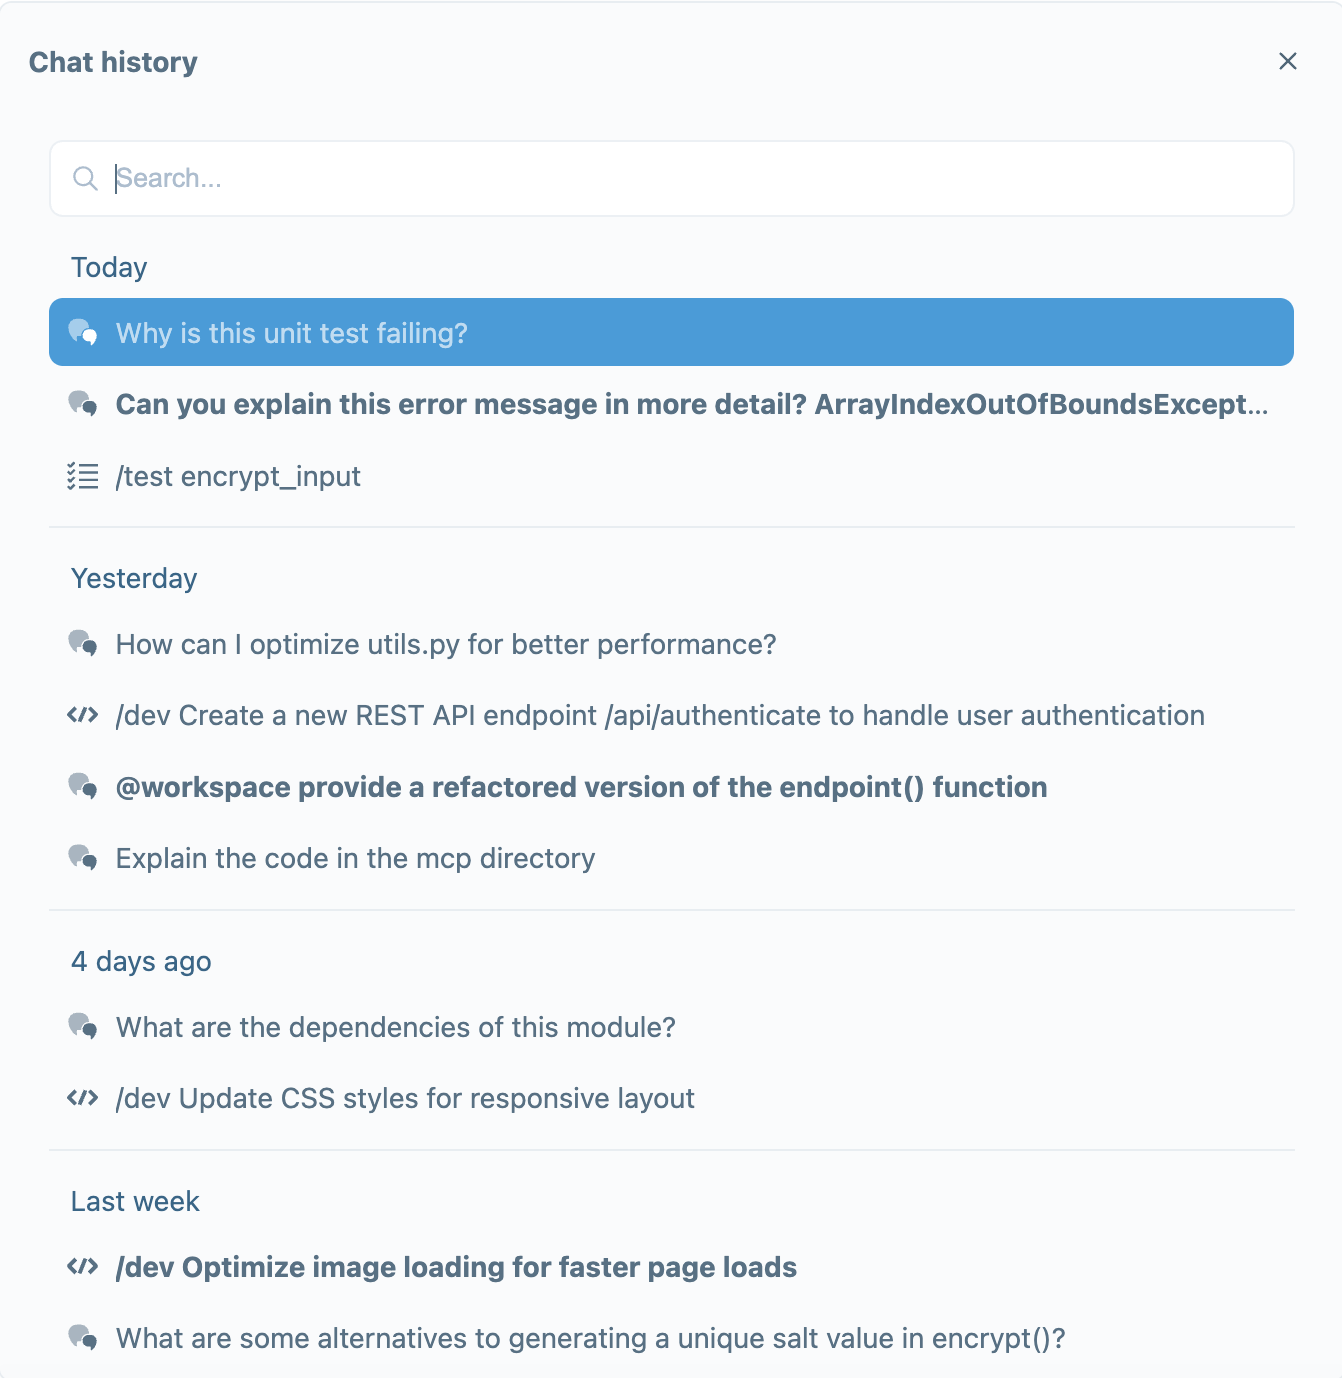 Chat history
Search...
Today
Why is this unit test failing?
Can you explain this error message in more detail? ArrayIndexOutOfBoundsExcept...
/test encrypt_input
Yesterday
How can I optimize utils.py for better performance?
/dev Create a new REST API endpoint /api/authenticate to handle user authentication
@workspace provide a refactored version of the endpoint() function
Explain the code in the mcp directory
4 days ago
What are the dependencies of this module?
/dev Update CSS styles for responsive layout
Last week
/dev Optimize image loading for faster page loads
What are some alternatives to generating a unique salt value in encrypt()?